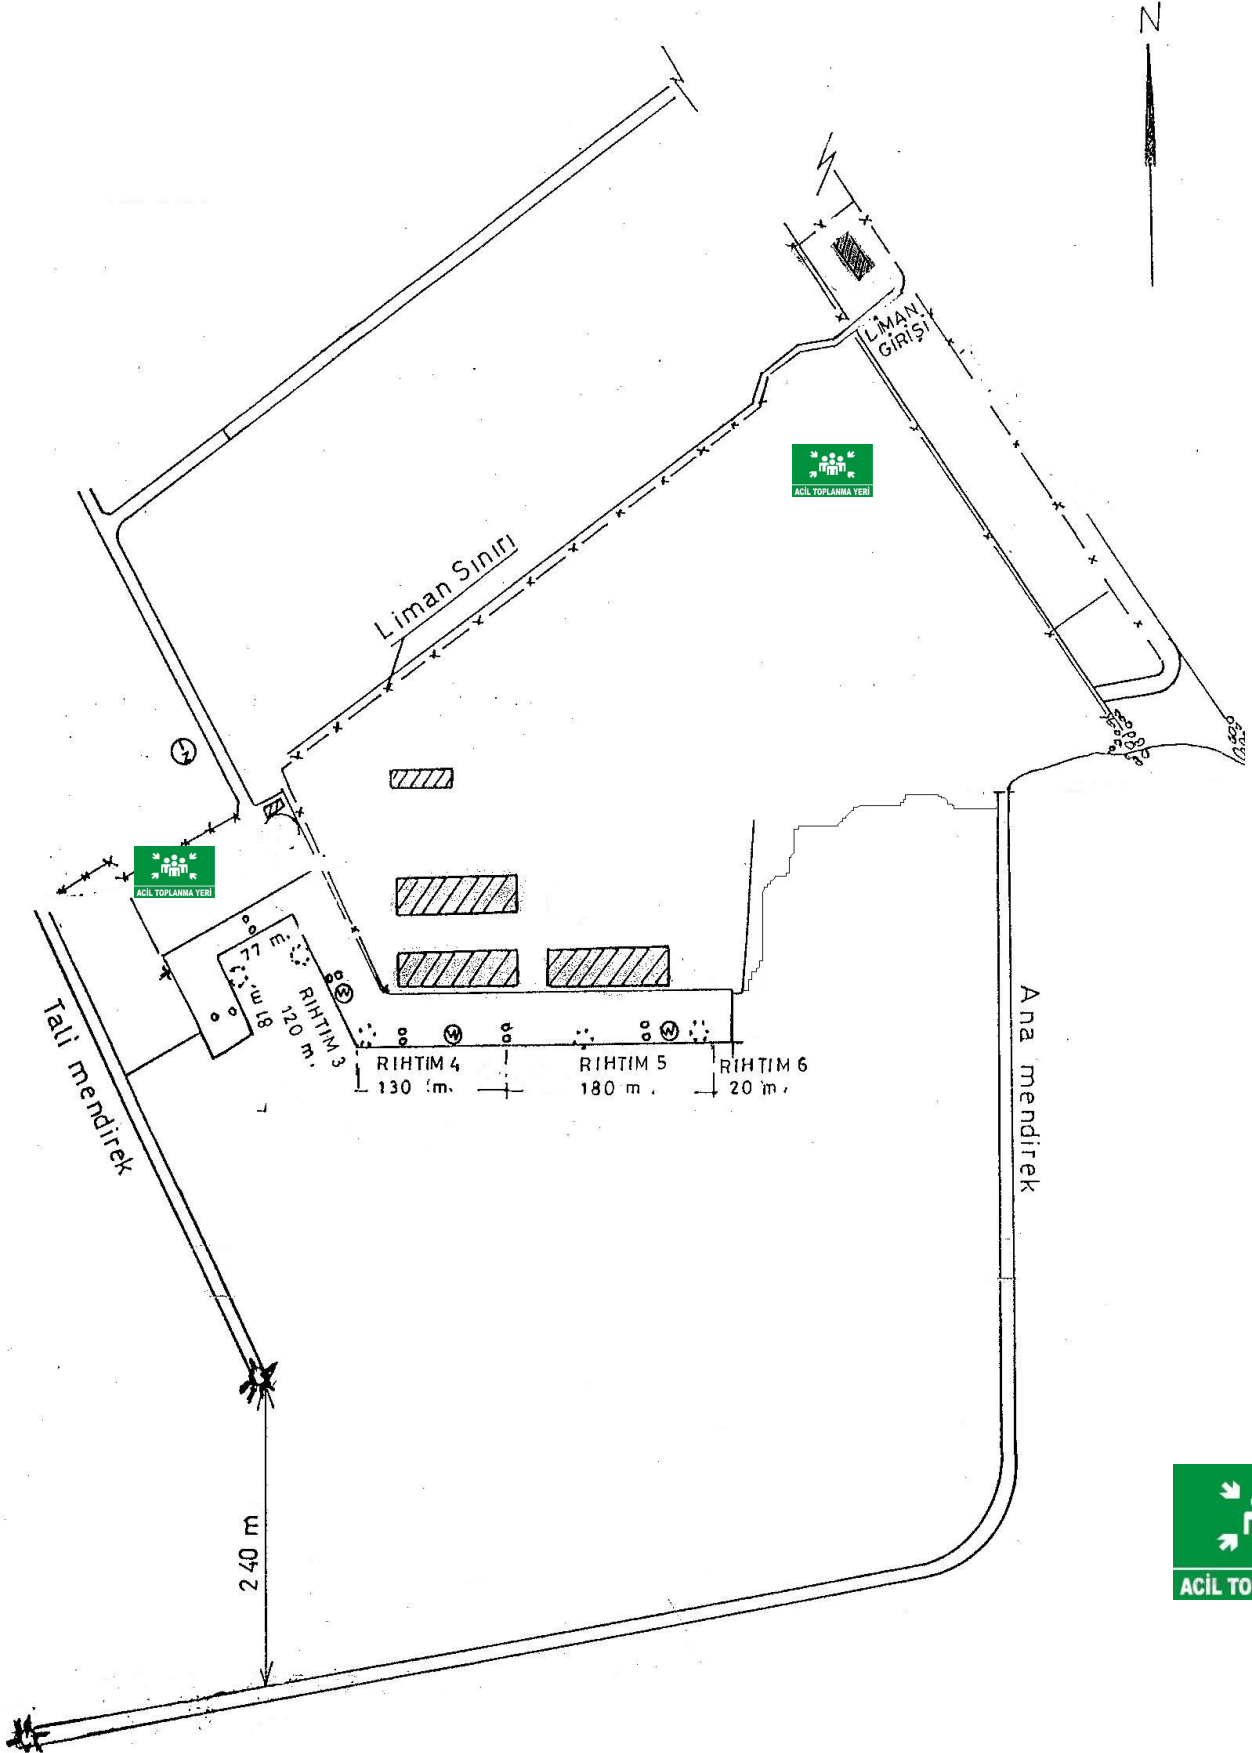 N
LİMAN
GİRİŞİ
ACİL TOPLANMA YERİ
Liman Sınırı
ACİL TOPLANMA YERİ
77 m.
81 m.
RIHTIM 3
120 m.
W
W
W
RIHTIM 4
130 m.
RIHTIM 5
180 m.
RIHTIM 6
20 m.
Tali mendirek
Ana mendirek
240 m
ACİL TO